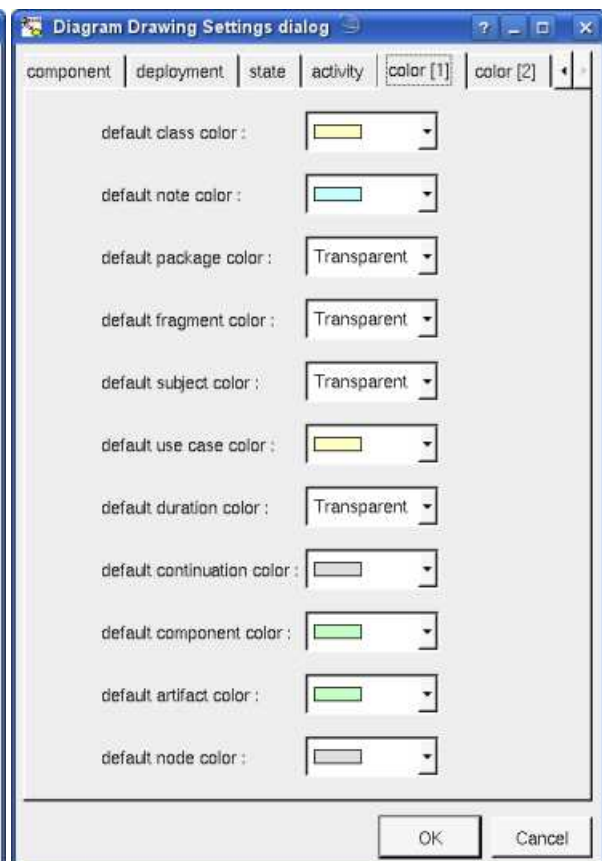 Diagram Drawing Settings dialog
component deployment state activity color [1] color [2]
default class color :
default note color :
default package color : Transparent
default fragment color : Transparent
default subject color : Transparent
default use case color :
default duration color : Transparent
default continuation color :
default component color :
default artifact color :
default node color :
OK Cancel